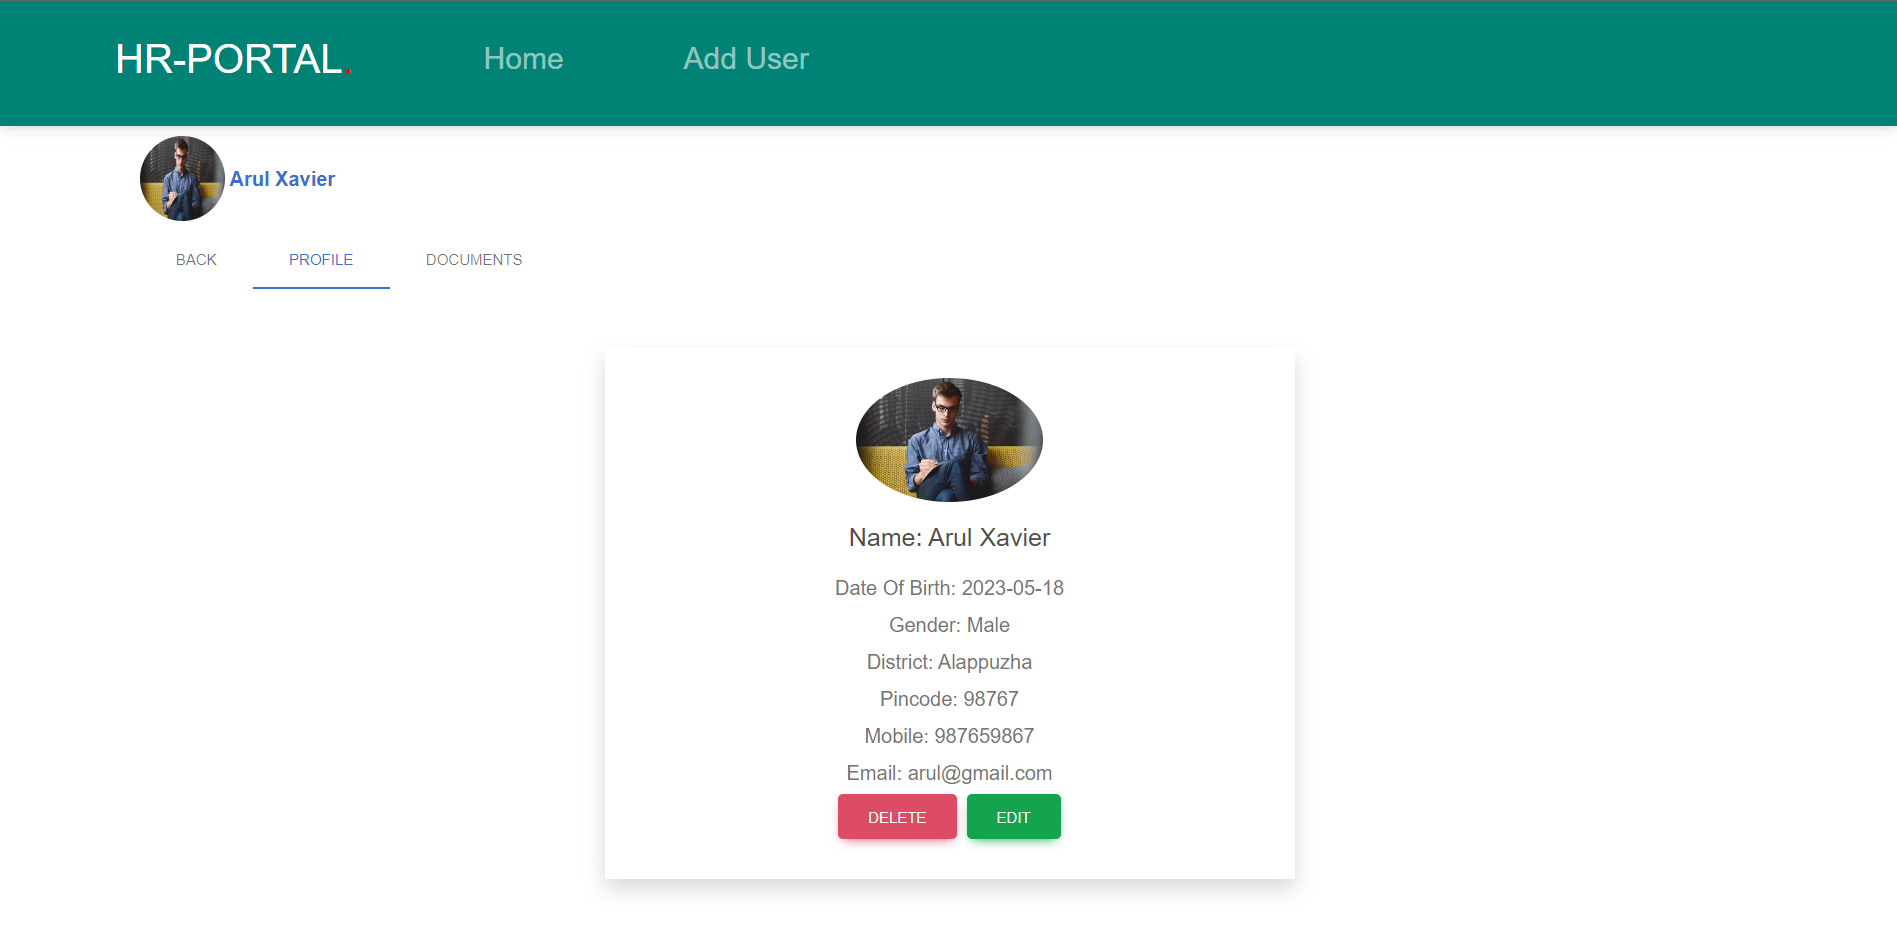 HR-PORTAL. Home Add User
Arul Xavier
BACK PROFILE DOCUMENTS
Name: Arul Xavier
Date Of Birth: 2023-05-18
Gender: Male
District: Alappuzha
Pincode: 98767
Mobile: 987659867
Email: arul@gmail.com
DELETE EDIT